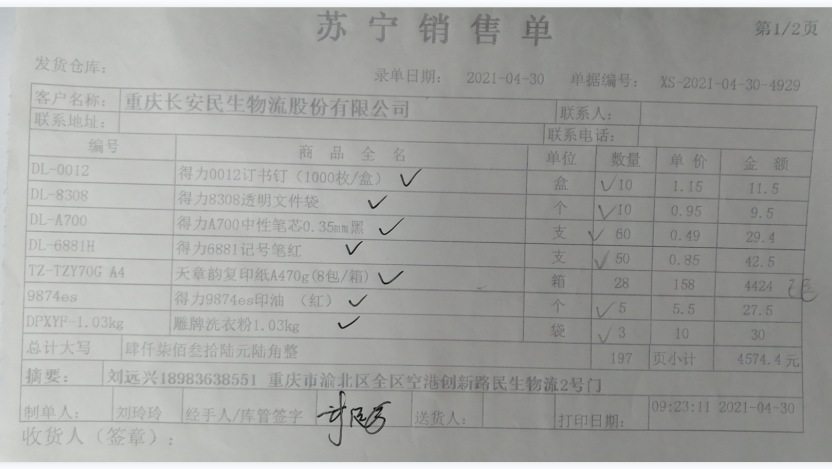 苏宁销售单
第1/2页
发货仓库：
录单日期： 2021-04-30 单据编号： XS-2021-04-30-4929
客户名称： 重庆长安民生物流股份有限公司 联系人：
联系地址： 联系电话：
编号 商品全名 单位 数量 单价 金额
DL-0012 得力0012订书钉（1000枚/盒） ✓ 盒 ✓10 1.15 11.5
DL-8308 得力8308透明文件袋 ✓ 个 ✓10 0.95 9.5
DL-A700 得力A700中性笔芯0.35mm黑 ✓ 支 ✓ 60 0.49 29.4
DL-6881H 得力6881记号笔红 ✓ 支 ✓ 50 0.85 42.5
TZ-TZY70G A4 天章韵复印纸A470g(8包/箱) ✓ 箱 28 158 4424
9874es 得力9874es印油 （红） ✓ 个 ✓ 5 5.5 27.5
DPXYF-1.03kg 雕牌洗衣粉1.03kg ✓ 袋 ✓ 3 10 30
总计大写 肆仟柒佰叁拾陆元陆角整 197 页小计 4574.4元
摘要： 刘远兴18983638551 重庆市渝北区全区空港创新路民生物流2号门
制单人： 刘玲玲 经手人/库管签字 送货人： 打印日期： 09:23:11 2021-04-30
收货人（签章）：